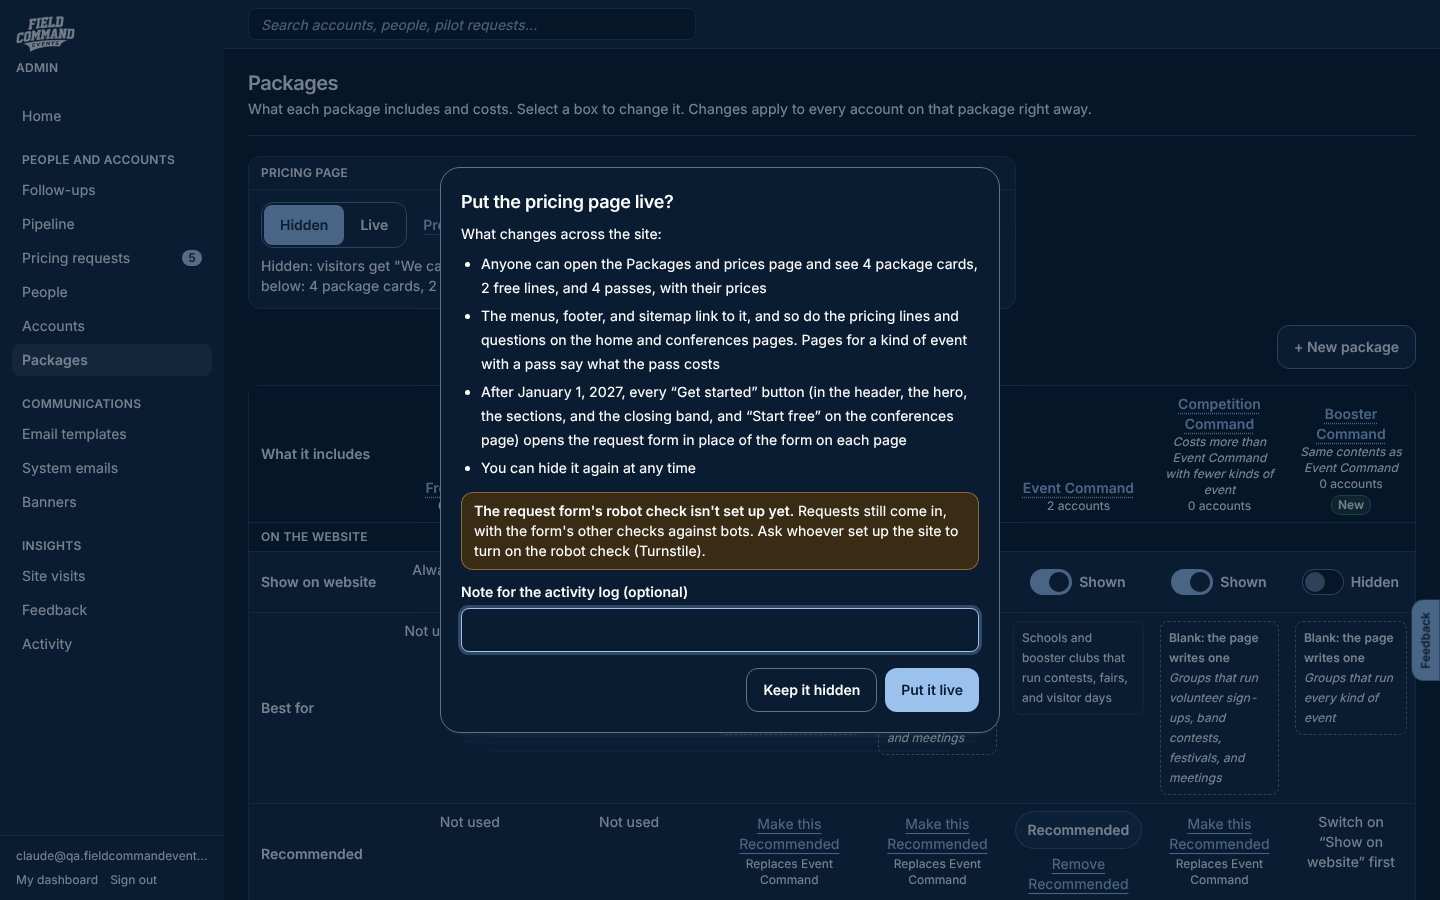 FIELD
COMMAND
EVENTS
ADMIN
Home
PEOPLE AND ACCOUNTS
Follow-ups
Pipeline
Pricing requests 5
People
Accounts
Packages
COMMUNICATIONS
Email templates
System emails
Banners
INSIGHTS
Site visits
Feedback
Activity
claude@qa.fieldcommandevent...
My dashboard Sign out
Search accounts, people, pilot requests...
Packages
What each package includes and costs. Select a box to change it. Changes apply to every account on that package right away.
PRICING PAGE
Hidden Live
Hidden: visitors get "We
below: 4 package cards, 2
Put the pricing page live?
What changes across the site:
• Anyone can open the Packages and prices page and see 4 package cards,
2 free lines, and 4 passes, with their prices
• The menus, footer, and sitemap link to it, and so do the pricing lines and
questions on the home and conferences pages. Pages for a kind of event
with a pass say what the pass costs
• After January 1, 2027, every “Get started” button (in the header, the hero,
the sections, and the closing band, and “Start free” on the conferences
page) opens the request form in place of the form on each page
• You can hide it again at any time
The request form's robot check isn't set up yet. Requests still come in,
with the form's other checks against bots. Ask whoever set up the site to
turn on the robot check (Turnstile).
Note for the activity log (optional)
Keep it hidden Put it live
+ New package
What it includes
Event Command
2 accounts
Competition
Command
Costs more than
Event Command
with fewer kinds of
event
0 accounts
Booster
Command
Same contents as
Event Command
0 accounts
New
ON THE WEBSITE
Show on website
Shown Shown Hidden
Best for
Not
and meetings
Schools and
booster clubs that
run contests, fairs,
and visitor days
Blank: the page
writes one
Groups that run
volunteer sign-
ups, band
contests,
festivals, and
meetings
Blank: the page
writes one
Groups that run
every kind of
event
Recommended
Not used
Not used
Make this
Recommended
Replaces Event
Command
Make this
Recommended
Replaces Event
Command
Recommended
Remove
Recommended
Make this
Recommended
Replaces Event
Command
Switch on
“Show on
website” first
Feedback